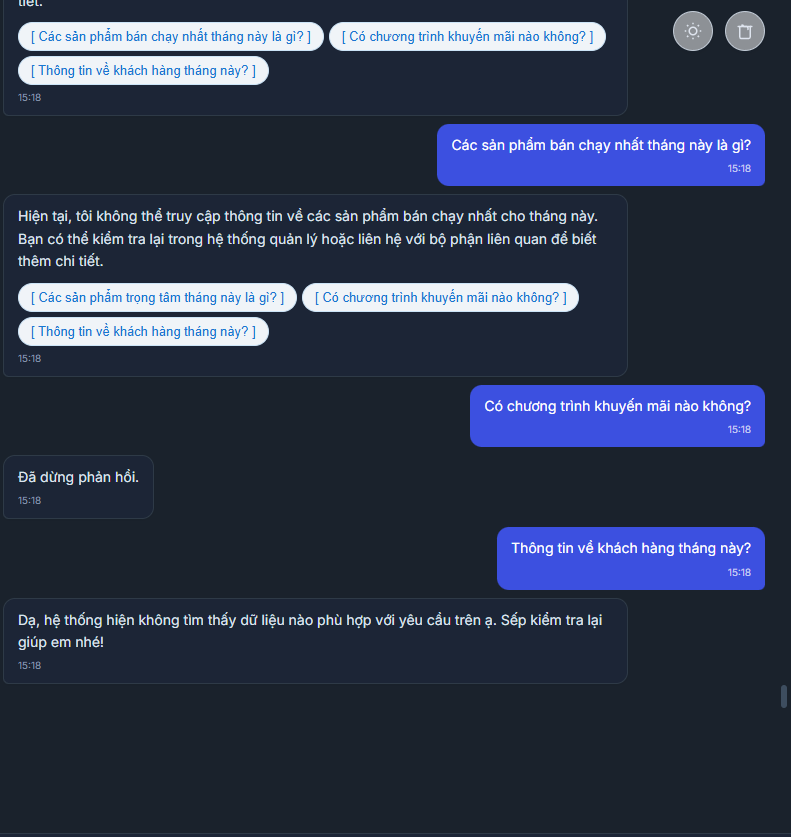 tiết.
[ Các sản phẩm bán chạy nhất tháng này là gì? ] [ Có chương trình khuyến mãi nào không? ]
[ Thông tin về khách hàng tháng này? ]
15:18
Các sản phẩm bán chạy nhất tháng này là gì?
15:18
Hiện tại, tôi không thể truy cập thông tin về các sản phẩm bán chạy nhất cho tháng này.
Bạn có thể kiểm tra lại trong hệ thống quản lý hoặc liên hệ với bộ phận liên quan để biết
thêm chi tiết.
[ Các sản phẩm trọng tâm tháng này là gì? ] [ Có chương trình khuyến mãi nào không? ]
[ Thông tin về khách hàng tháng này? ]
15:18
Có chương trình khuyến mãi nào không?
15:18
Đã dừng phản hồi.
15:18
Thông tin về khách hàng tháng này?
15:18
Dạ, hệ thống hiện không tìm thấy dữ liệu nào phù hợp với yêu cầu trên ạ. Sếp kiểm tra lại
giúp em nhé!
15:18